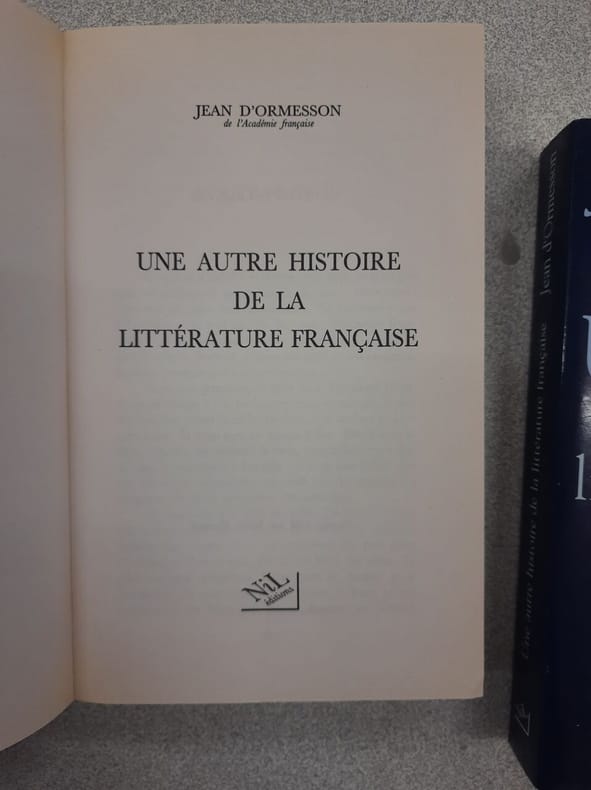 JEAN D'ORMESSON
de l'Académie française
UNE AUTRE HISTOIRE
DE LA
LITTÉRATURE FRANÇAISE
NiL
éditions
Une autre histoire de la littérature française Jean d'Ormesson